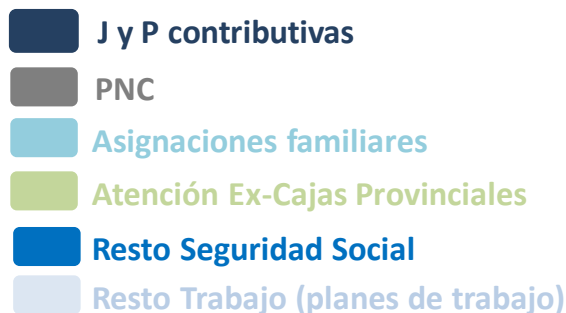 J y P contributivas
PNC
Asignaciones familiares
Atención Ex-Cajas Provinciales
Resto Seguridad Social
Resto Trabajo (planes de trabajo)